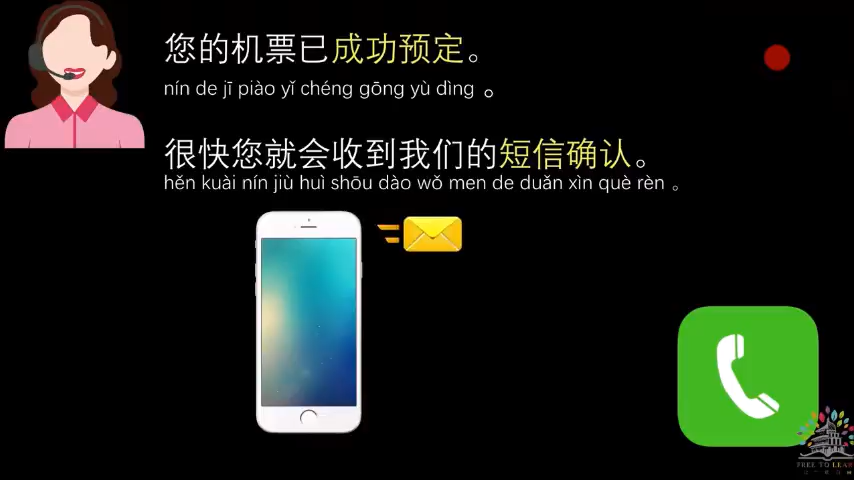 您的机票已成功预定。
nín de jī piào yǐ chéng gōng yù dìng 。
很快您就会收到我们的短信确认。
hěn kuài nín jiù huì shōu dào wǒ men de duǎn xìn què rèn 。
FREE TO LEAR